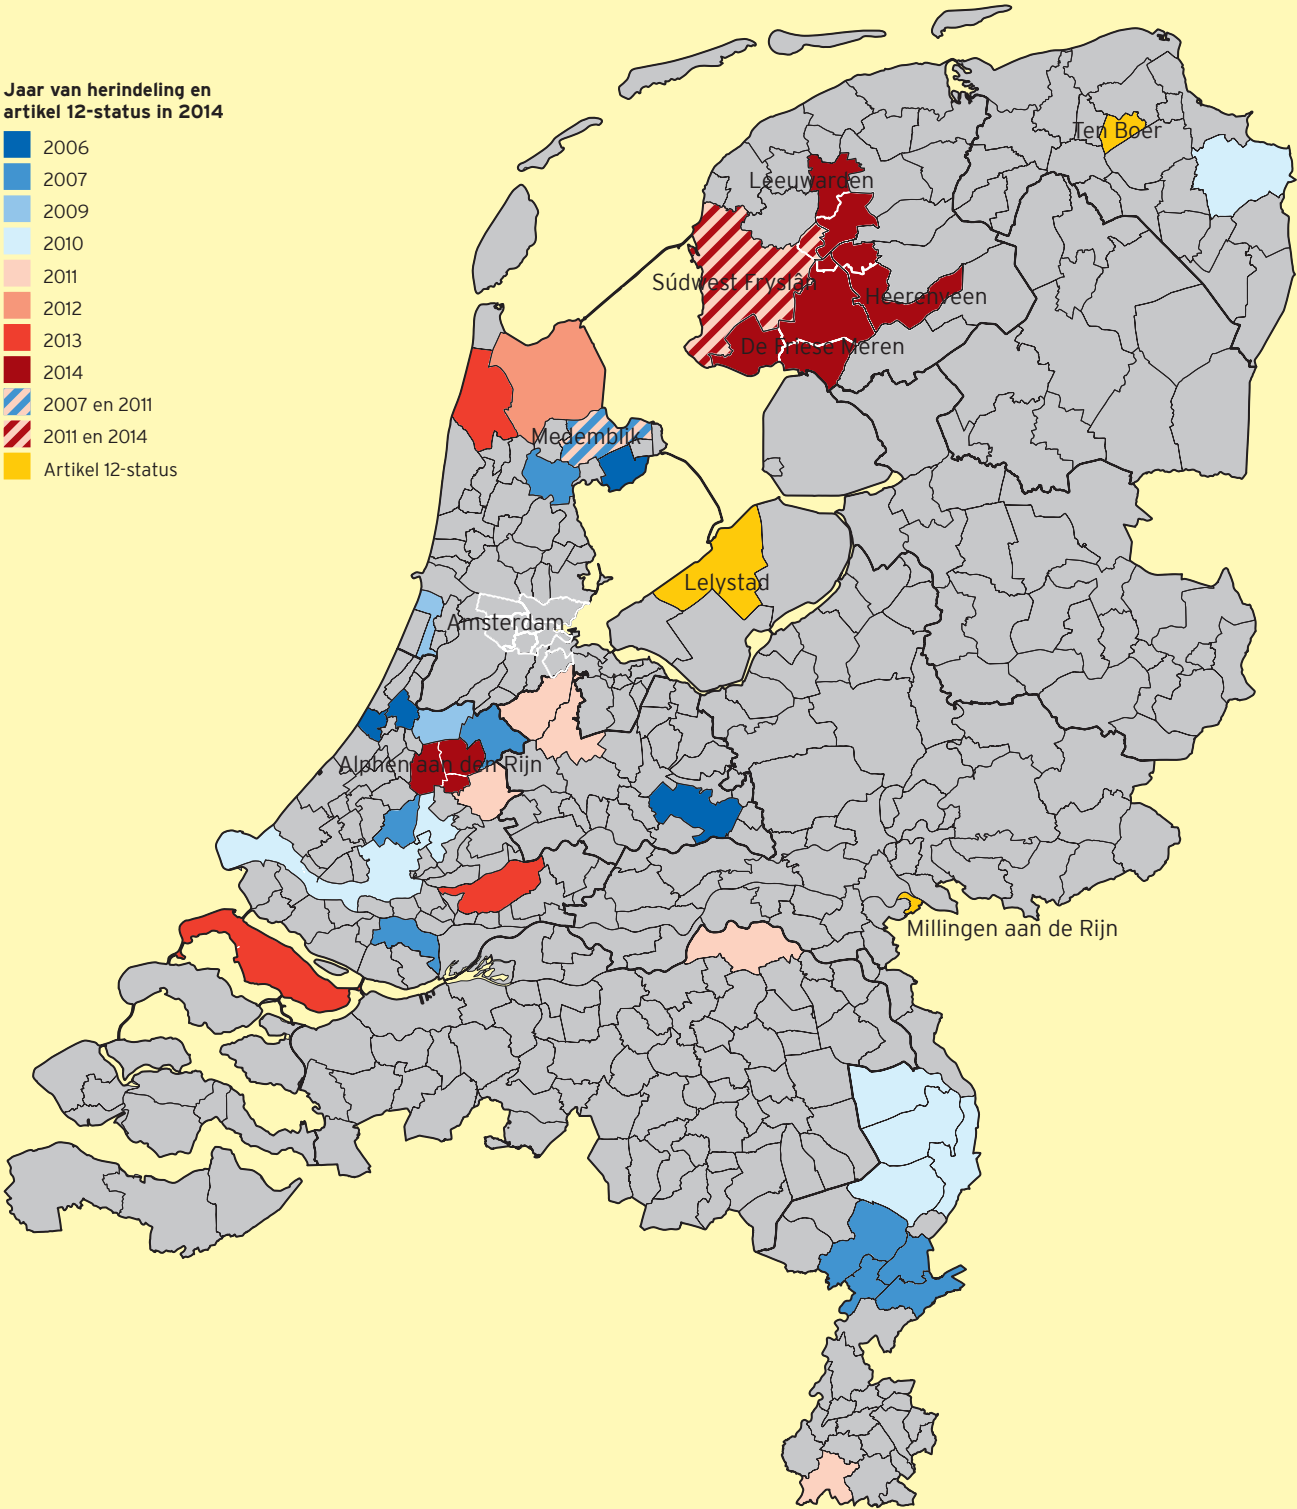 Jaar van herindeling en
artikel 12-status in 2014
2006
2007
2009
2010
2011
2012
2013
2014
2007 en 2011
2011 en 2014
Artikel 12-status
Ten Boer
Leeuwarden
Súdwest Fryslân
Heerenveen
De Friese Meren
Medemblik
Lelystad
Amsterdam
Alphen aan den Rijn
Millingen aan de Rijn